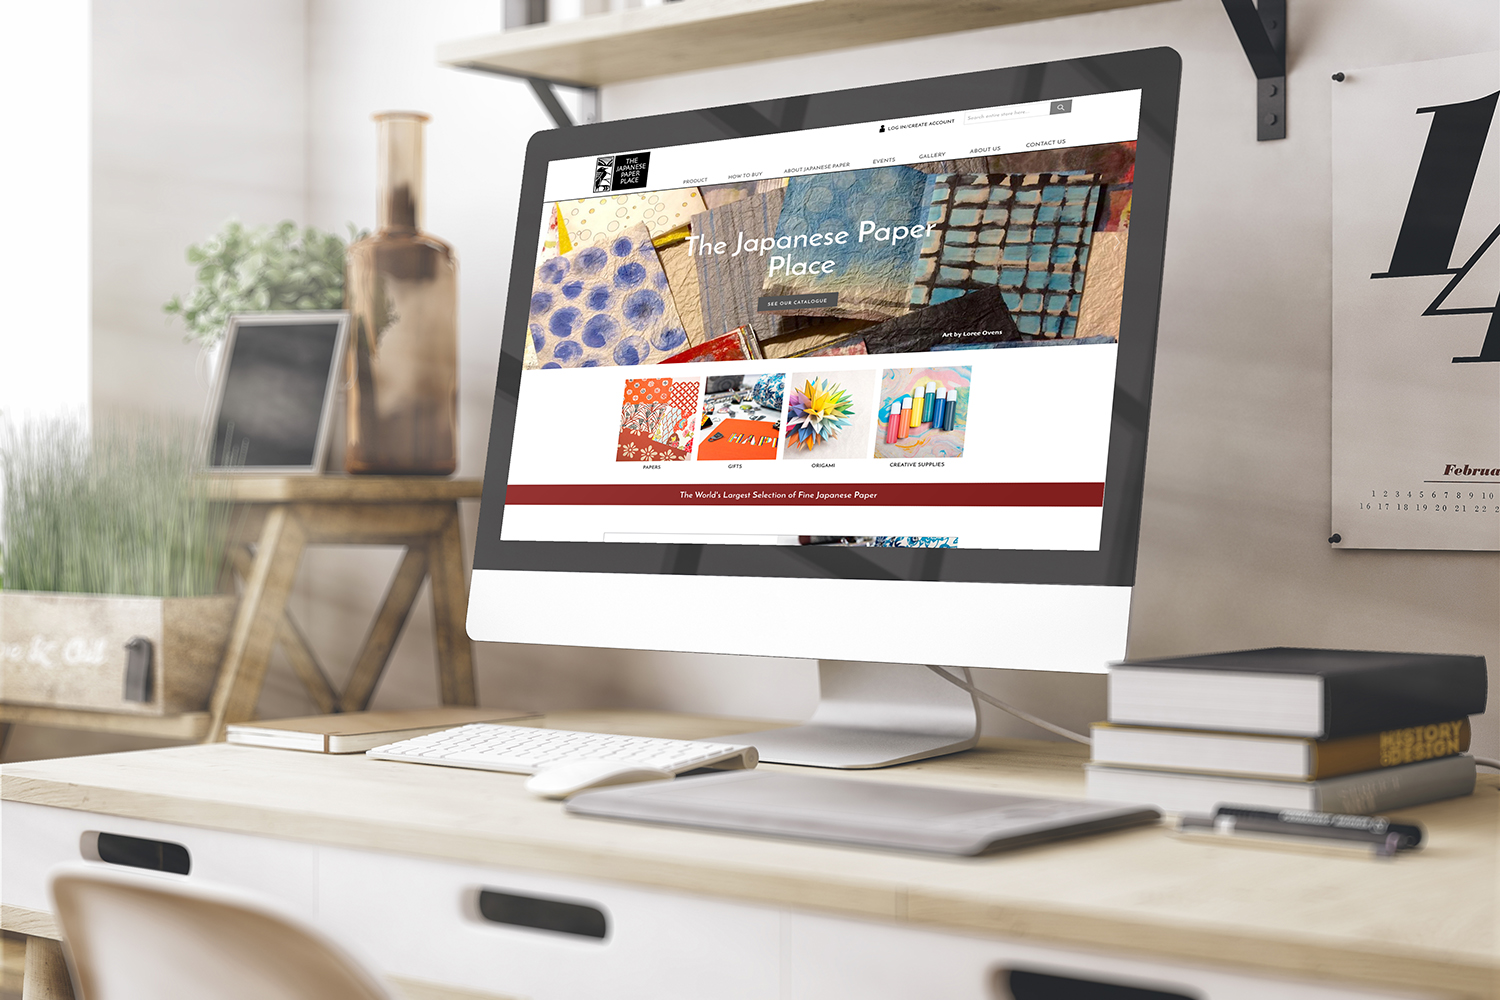 LOG IN/CREATE ACCOUNT
Search entire store here...
THE
JAPANESE
PAPER
PLACE
PRODUCT
HOW TO BUY
ABOUT JAPANESE PAPER
EVENTS
GALLERY
ABOUT US
CONTACT US
The Japanese Paper
Place
SEE OUR CATALOGUE
Art by Loree Ovens
PAPERS
GIFTS
ORIGAMI
CREATIVE SUPPLIES
The World's Largest Selection of Fine Japanese Paper
14
1 2 3 4 5 6 7 8 9 10
16 17 18 19 20 21 22 2
HISTORY
OF DESIGN